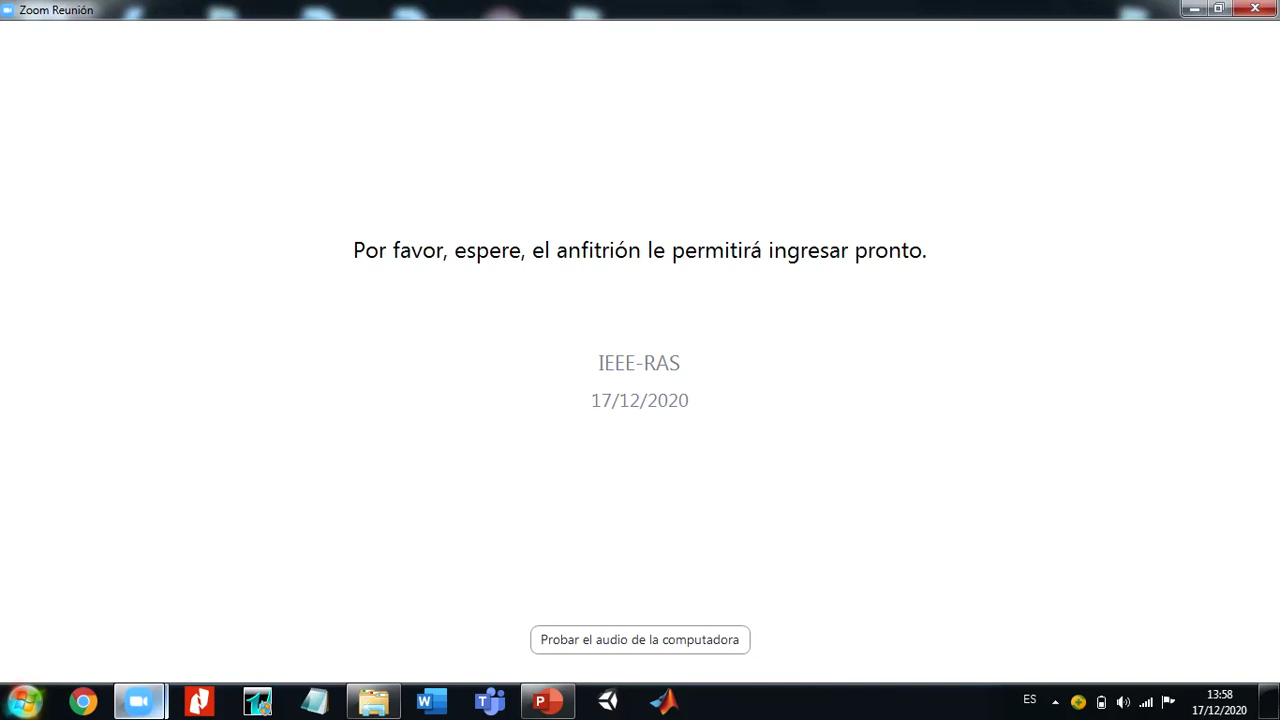 Zoom Reunión
Por favor, espere, el anfitrión le permitirá ingresar pronto.
IEEE-RAS
17/12/2020
Probar el audio de la computadora
ES
13:58
17/12/2020